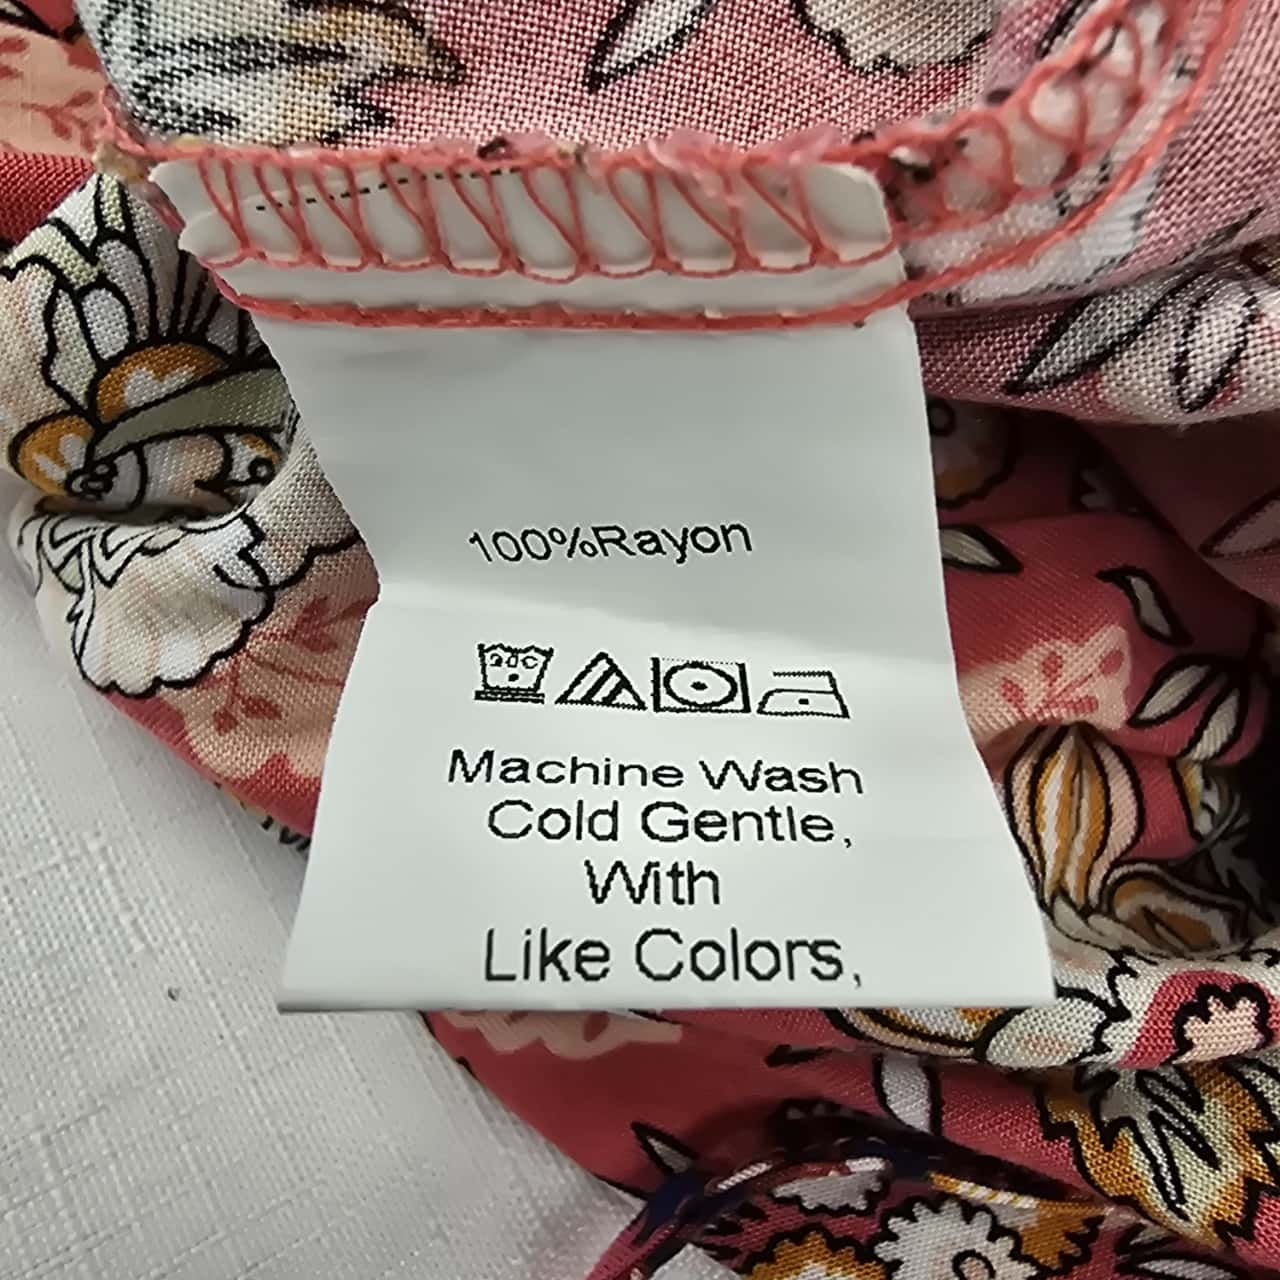 100%Rayon
Machine Wash
Cold Gentle,
With
Like Colors,